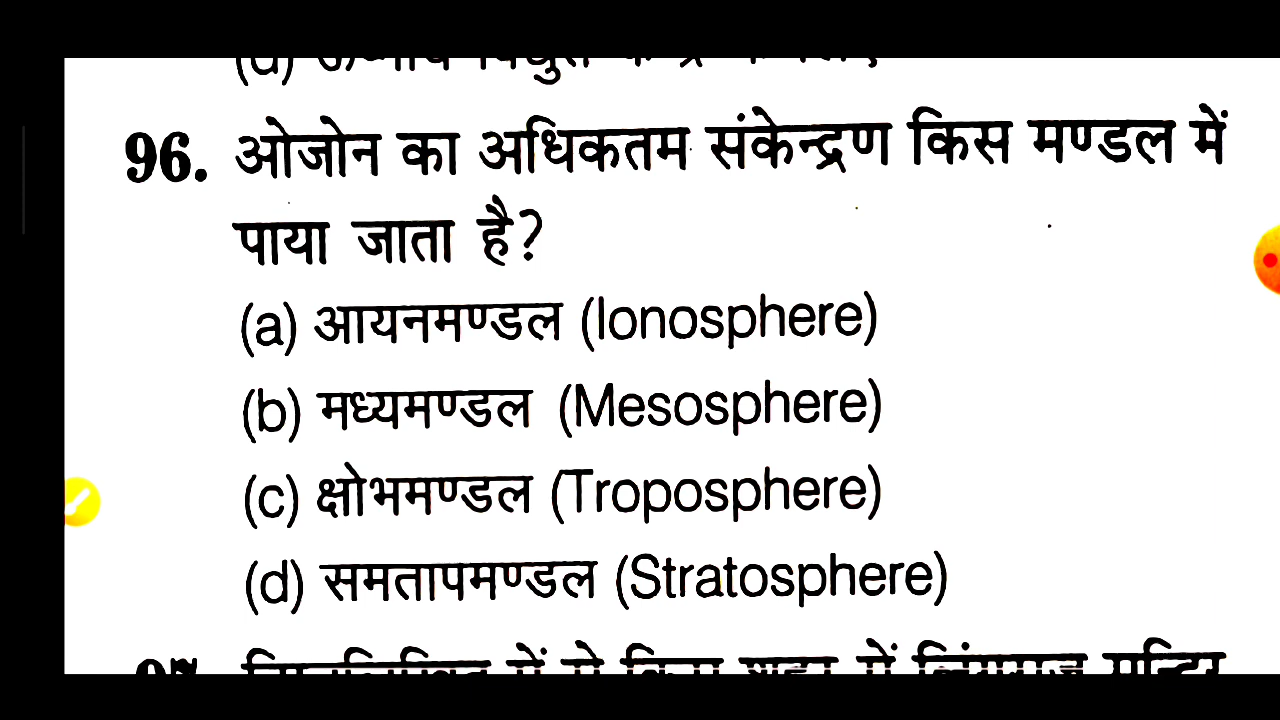 96. ओजोन का अधिकतम संकेन्द्रण किस मण्डल में
पाया जाता है?
(a) आयनमण्डल (Ionosphere)
(b) मध्यमण्डल (Mesosphere)
(c) क्षोभमण्डल (Troposphere)
(d) समतापमण्डल (Stratosphere)